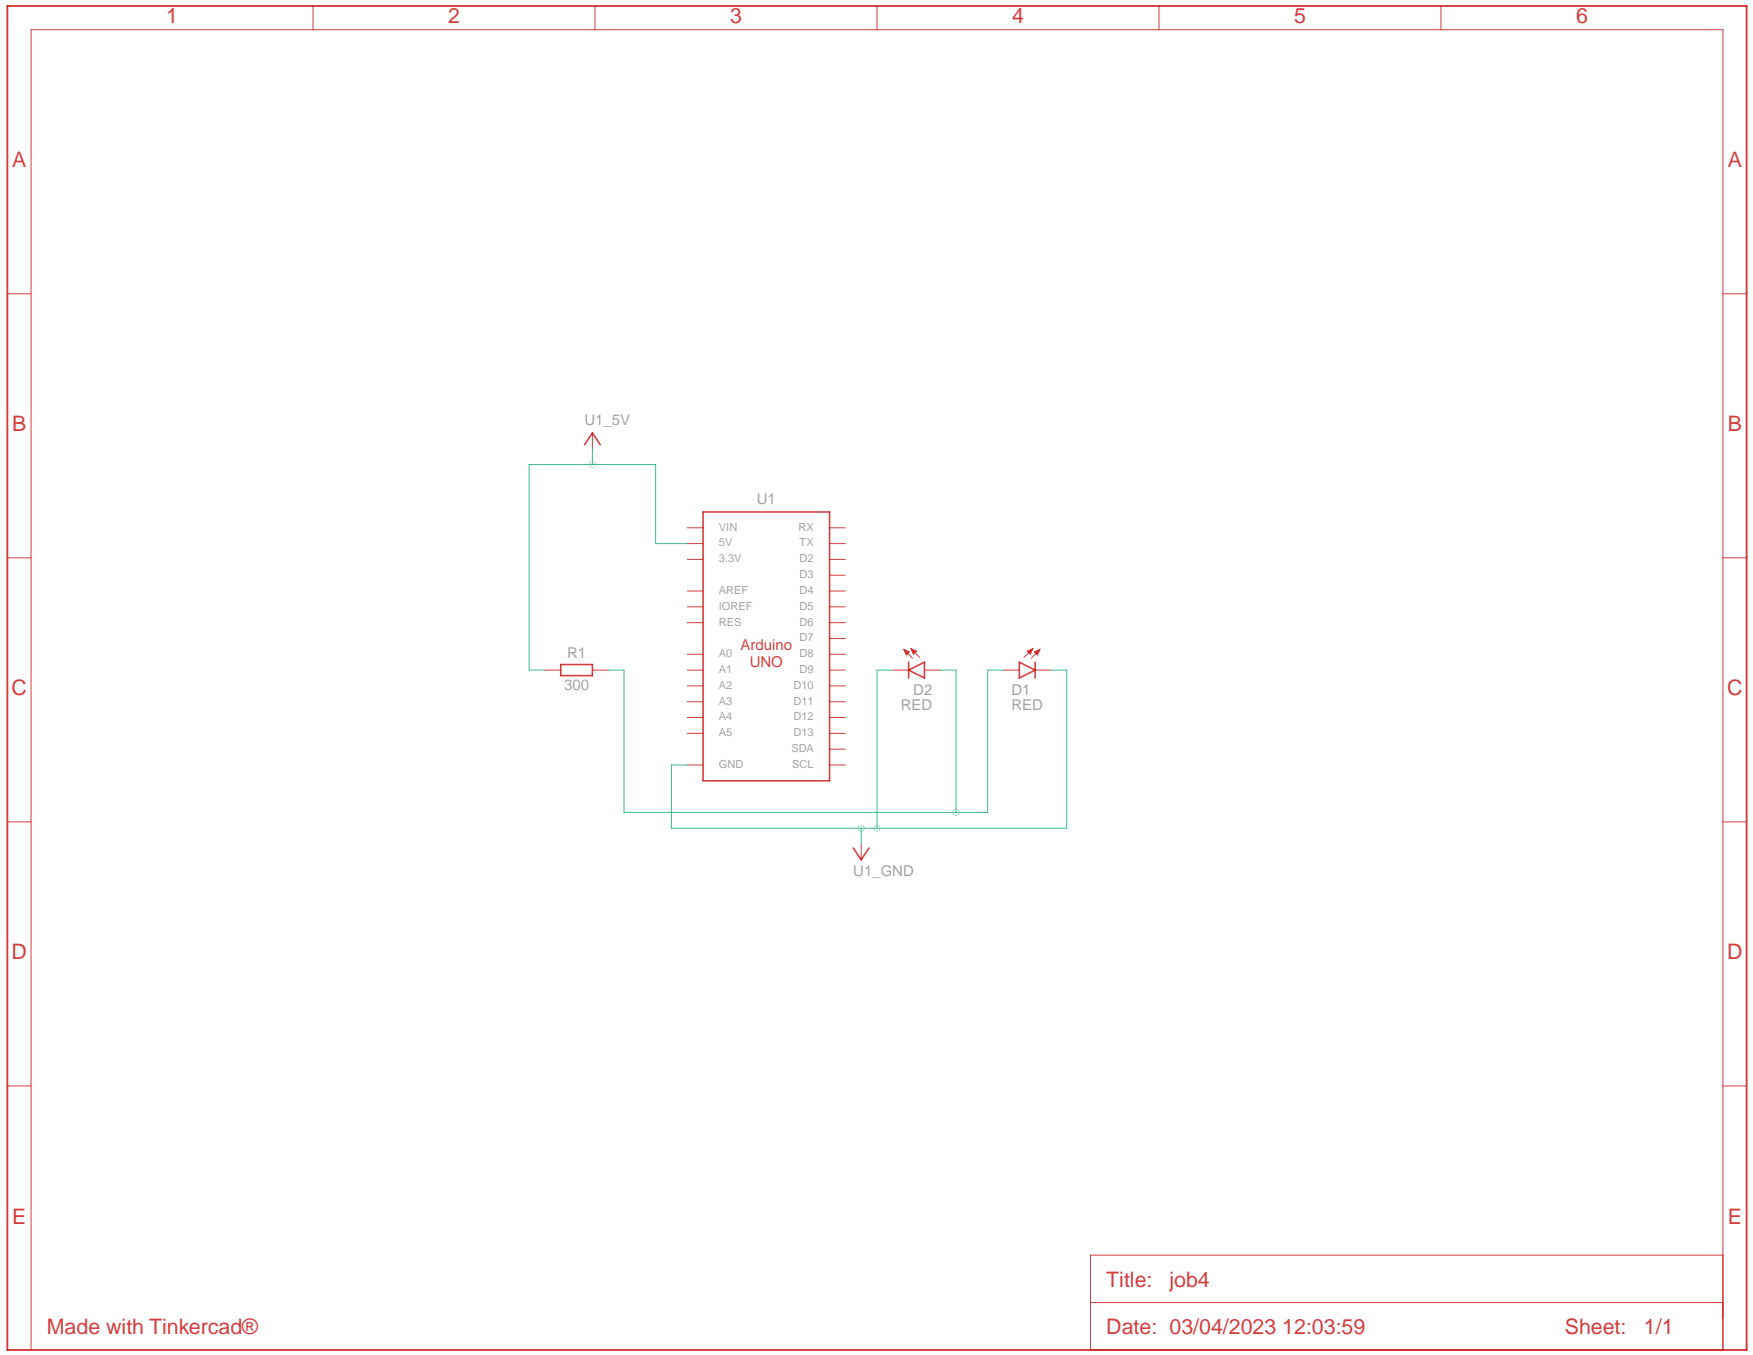 1 2 3 4 5 6
A A
B B
U1_5V
U1
VIN RX
5V TX
3.3V D2
D3
AREF D4
IOREF D5
RES D6
D7
Arduino
UNO
A0 D8
A1 D9
A2 D10
A3 D11
A4 D12
A5 D13
SDA
GND SCL
R1
300
D2
RED
D1
RED
C C
U1_GND
D D
E E
Title: job4
Date: 03/04/2023 12:03:59 Sheet: 1/1
Made with Tinkercad®